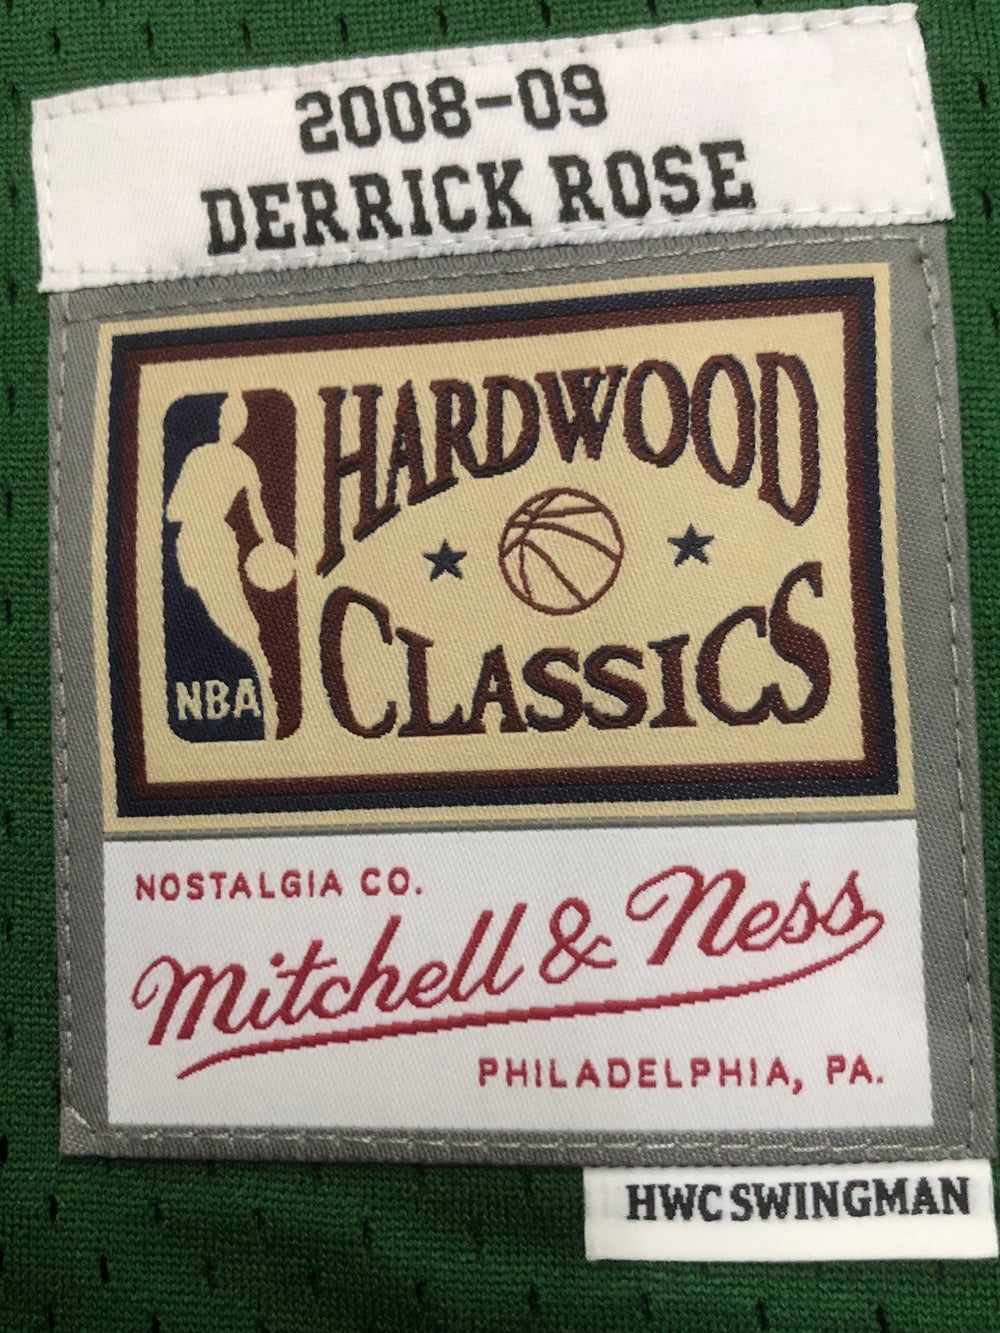 2008-09
DERRICK ROSE
HARDWOOD
CLASSICS
NBA
NOSTALGIA CO.
Mitchell & Ness
PHILADELPHIA, PA.
HWC SWINGMAN